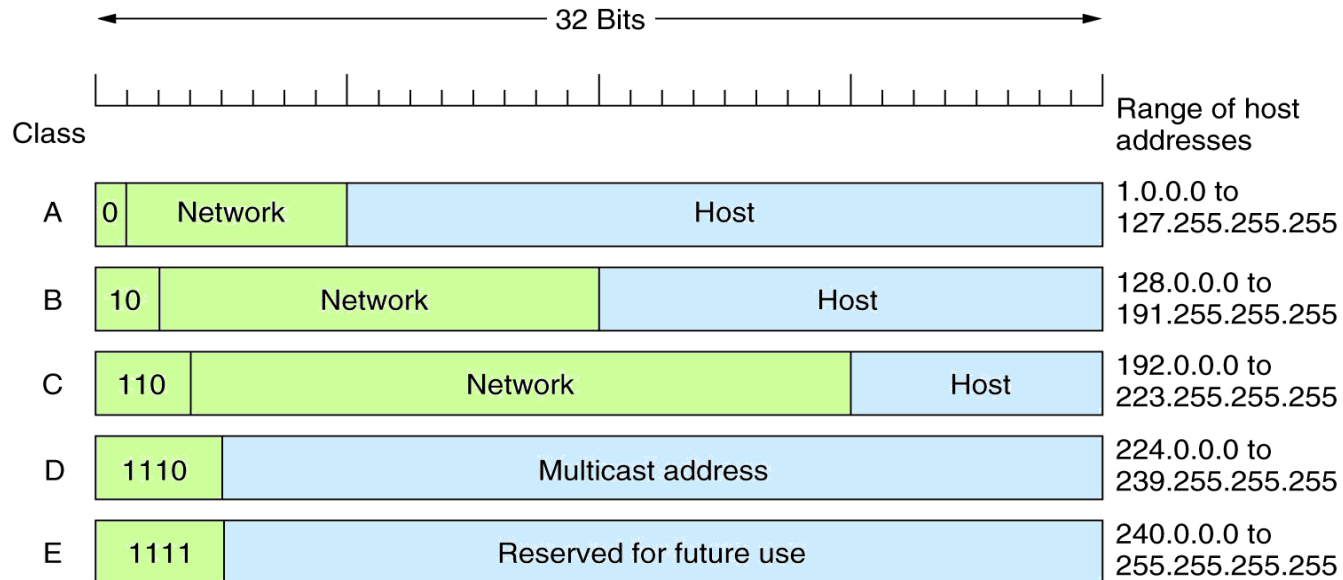 32 Bits
Class
Range of host
addresses
A
0
Network
Host
1.0.0.0 to
127.255.255.255
B
10
Network
Host
128.0.0.0 to
191.255.255.255
C
110
Network
Host
192.0.0.0 to
223.255.255.255
D
1110
Multicast address
224.0.0.0 to
239.255.255.255
E
1111
Reserved for future use
240.0.0.0 to
255.255.255.255